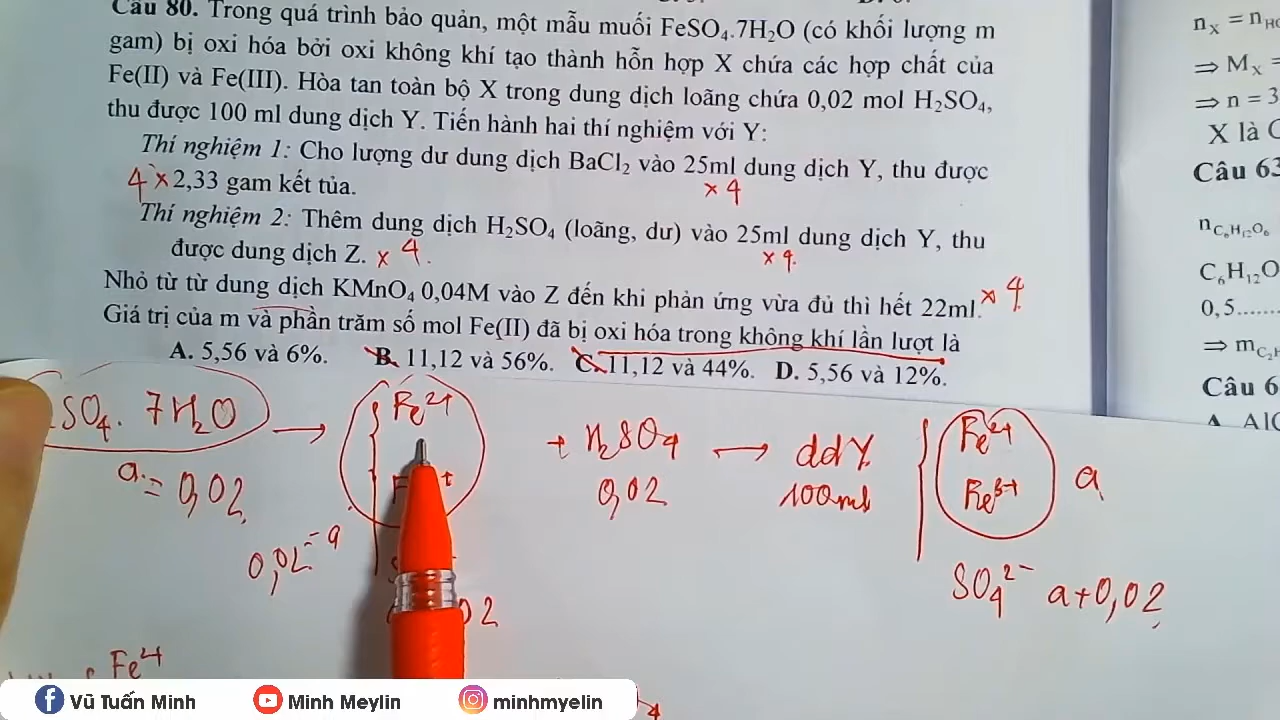 Câu 80. Trong quá trình bảo quản, một mẫu muối FeSO₄.7H₂O (có khối lượng m
gam) bị oxi hóa bởi oxi không khí tạo thành hỗn hợp X chứa các hợp chất của
Fe(II) và Fe(III). Hòa tan toàn bộ X trong dung dịch loãng chứa 0,02 mol H₂SO₄,
thu được 100 ml dung dịch Y. Tiến hành hai thí nghiệm với Y:
Thí nghiệm 1: Cho lượng dư dung dịch BaCl₂ vào 25ml dung dịch Y, thu được
4 × 2,33 gam kết tủa.
× 4
Thí nghiệm 2: Thêm dung dịch H₂SO₄ (loãng, dư) vào 25ml dung dịch Y, thu
được dung dịch Z. × 4.
× 4
Nhỏ từ từ dung dịch KMnO₄ 0,04M vào Z đến khi phản ứng vừa đủ thì hết 22ml. × 4
Giá trị của m và phần trăm số mol Fe(II) đã bị oxi hóa trong không khí lần lượt là
A. 5,56 và 6%. B. 11,12 và 56%. C. 11,12 và 44%. D. 5,56 và 12%.
SO₄. 7H₂O → Fe²⁺ + H₂SO₄ → ddY Fe²⁺
a = 0,02 0,02 100ml Fe³⁺ a
0,02
SO₄²⁻ a+0,02
Fe²⁺
n_X = n
⇒ M_X =
⇒ n = 3
X là
Câu 63
n_C₆H₁₂O₆
C₆H₁₂O
0,5......
⇒ m
Câu 6
Vũ Tuấn Minh
Minh Meylin
minhmyelin